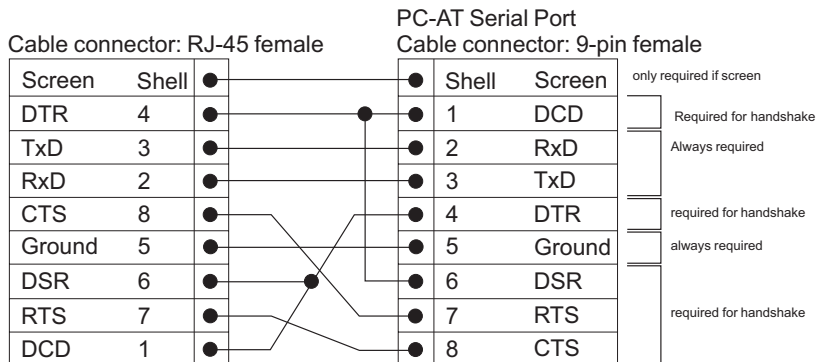 PC-AT Serial Port
Cable connector: RJ-45 female Cable connector: 9-pin female
Screen Shell Shell Screen only required if screen
DTR 4 1 DCD Required for handshake
TxD 3 2 RxD Always required
RxD 2 3 TxD
CTS 8 4 DTR required for handshake
Ground 5 5 Ground always required
DSR 6 6 DSR
RTS 7 7 RTS required for handshake
DCD 1 8 CTS